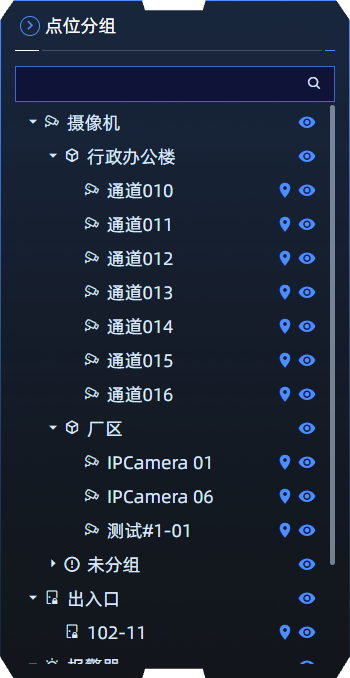 点位分组
摄像机
行政办公楼
通道010
通道011
通道012
通道013
通道014
通道015
通道016
厂区
IPCamera 01
IPCamera 06
测试#1-01
未分组
出入口
102-11
报警器